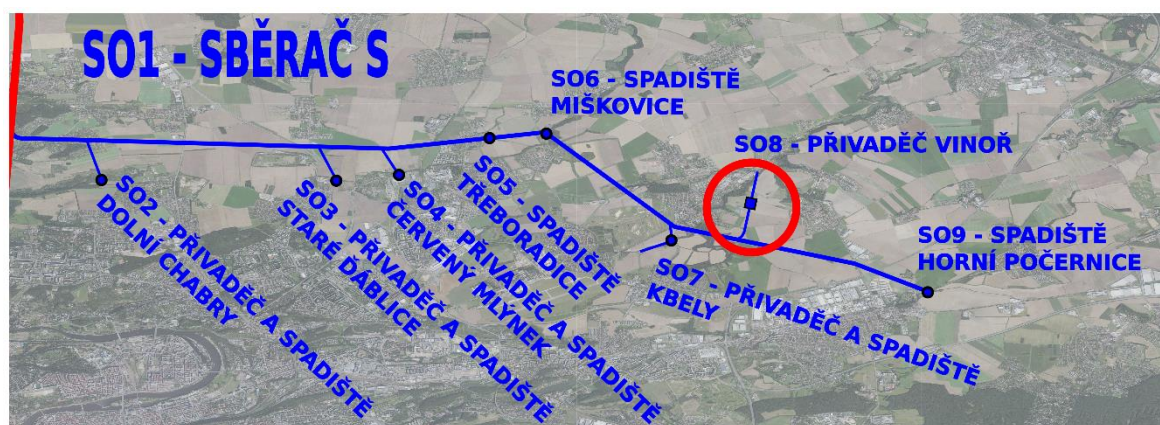 SO1 - SBĚRAČ S
SO6 - SPADIŠTĚ
MIŠKOVICE
SO8 - PŘIVADĚČ VINOŘ
SO2 - PŘIVADĚČ A SPADIŠTĚ
DOLNÍ CHABRY
SO3 - PŘIVADĚČ A SPADIŠTĚ
STARÉ ĎÁBLICE
SO4 - PŘIVADĚČ A SPADIŠTĚ
ČERVENÝ MLÝNEK
SO5 - SPADIŠTĚ
TŘEBORADICE
SO7 - PŘIVADĚČ A SPADIŠTĚ
KBELY
SO9 - SPADIŠTĚ
HORNÍ POČERNICE